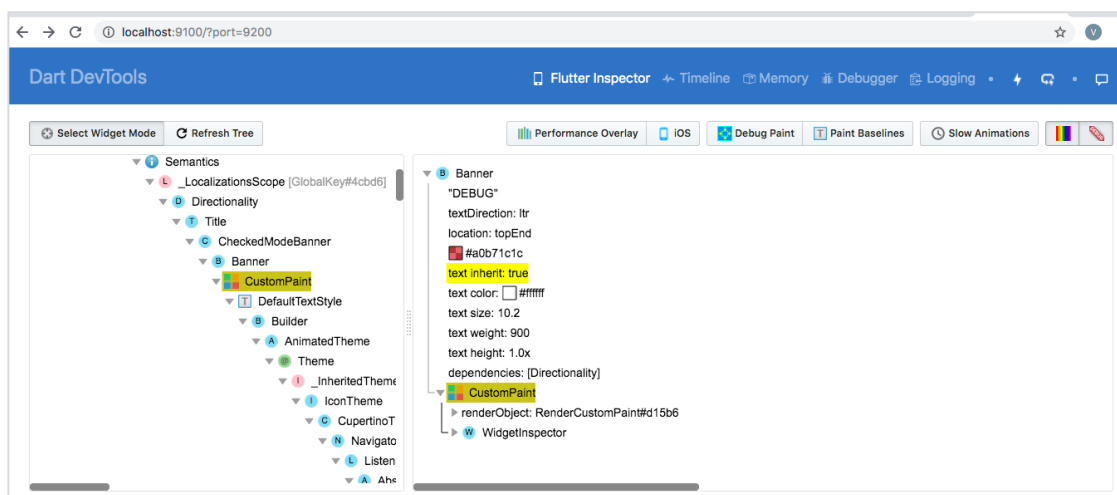 localhost:9100/?port=9200
V
Dart DevTools
Flutter Inspector Timeline Memory Debugger Logging
Select Widget Mode Refresh Tree Performance Overlay iOS Debug Paint T Paint Baselines Slow Animations
i Semantics
L _LocalizationsScope [GlobalKey#4cbd6]
D Directionality
T Title
C CheckedModeBanner
B Banner
CustomPaint
T DefaultTextStyle
B Builder
A AnimatedTheme
@ Theme
I _InheritedTheme
I IconTheme
C CupertinoT
N Navigato
L Listen
A Abs
B Banner
"DEBUG"
textDirection: ltr
location: topEnd
#a0b71c1c
text inherit: true
text color: #ffffff
text size: 10.2
text weight: 900
text height: 1.0x
dependencies: [Directionality]
CustomPaint
renderObject: RenderCustomPaint#d15b6
W WidgetInspector